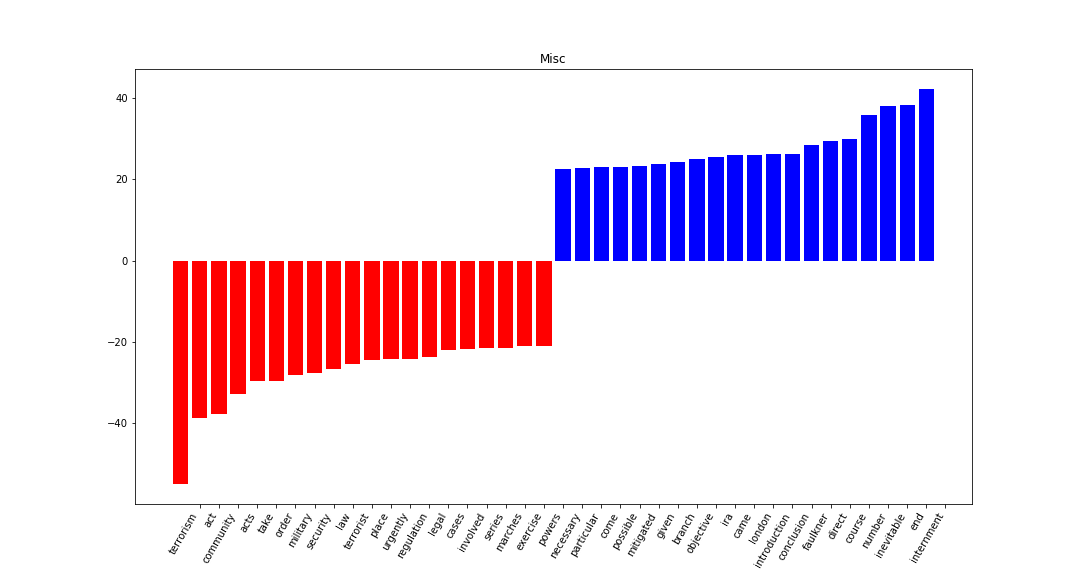 Misc
40
20
0
−20
−40
terrorism
act
community
acts
take
order
military
security
law
terrorist
place
urgently
regulation
legal
cases
involved
series
marches
exercise
powers
necessary
particular
come
possible
mitigated
given
branch
objective
ira
came
london
introduction
conclusion
faulkner
direct
course
number
inevitable
end
internment